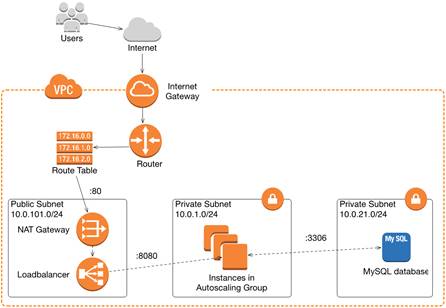 Users
Internet
VPC
Internet
Gateway
Router
172.16.0.0
172.16.1.0
172.16.2.0
Route Table
:80
Public Subnet
10.0.101.0/24
NAT Gateway
Loadbalancer
:8080
Private Subnet
10.0.1.0/24
Instances in
Autoscaling Group
:3306
Private Subnet
10.0.21.0/24
My SQL
MySQL database